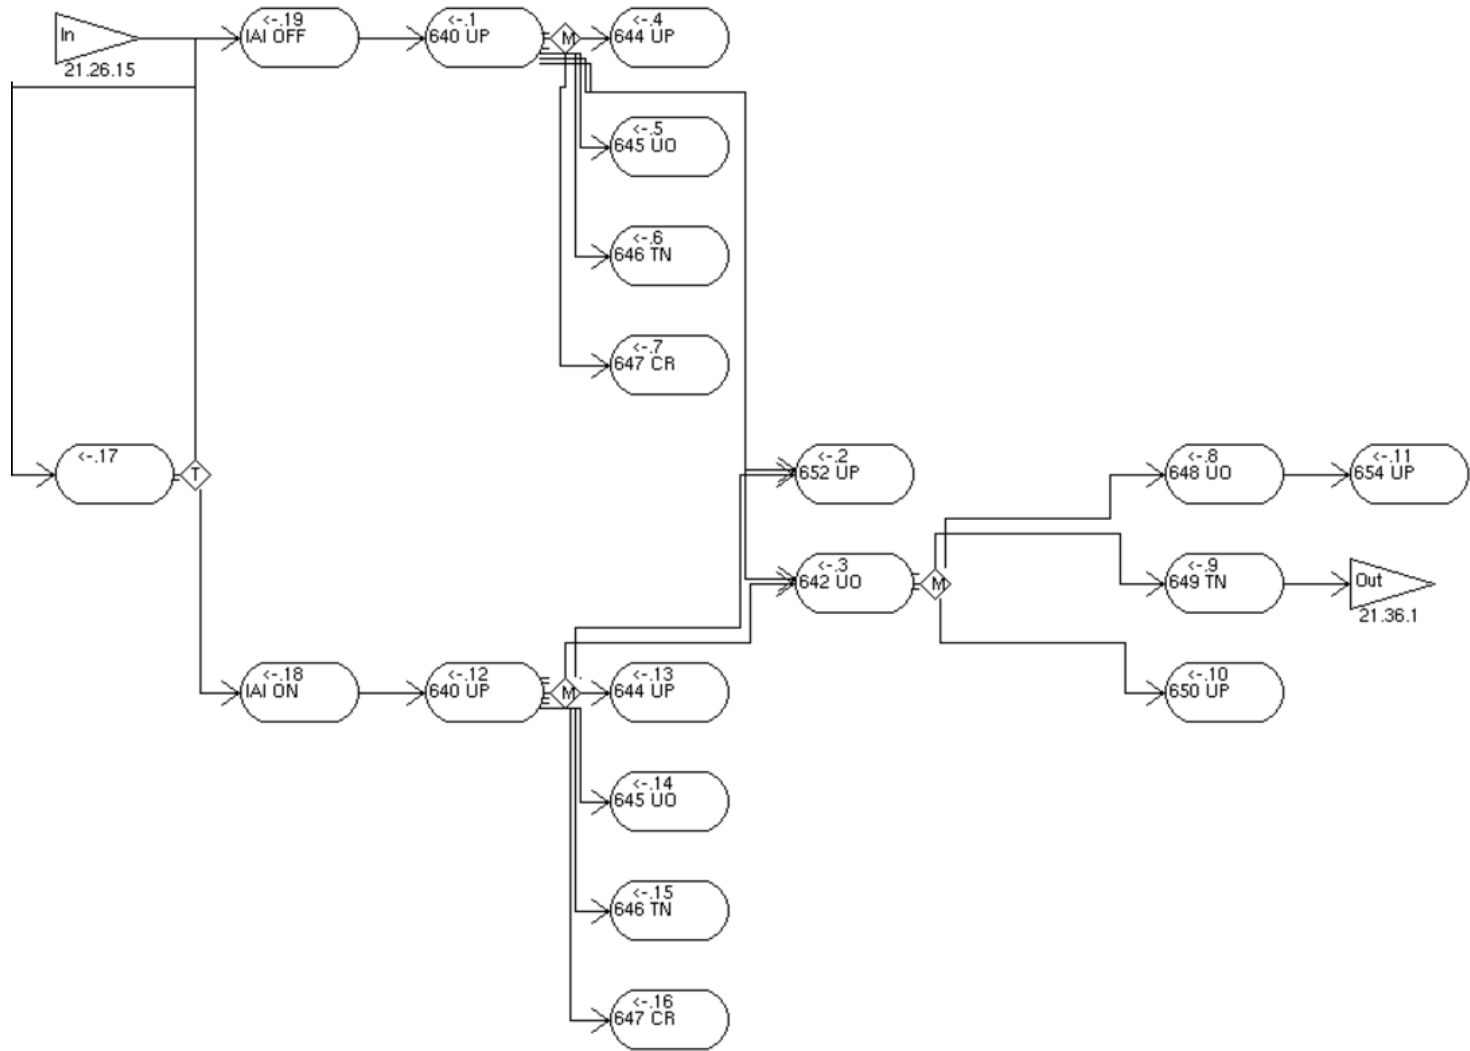 In
21.26.15
<-.19
IAI OFF
<-.1
640 UP
M
<-.4
644 UP
<-.5
645 UO
<-.6
646 TN
<-.7
647 CR
<-.17
T
<-.2
652 UP
<-.8
648 UO
<-.11
654 UP
<-.3
642 UO
M
<-.9
649 TN
Out
21.36.1
<-.18
IAI ON
<-.12
640 UP
M
<-.13
644 UP
<-.10
650 UP
<-.14
645 UO
<-.15
646 TN
<-.16
647 CR